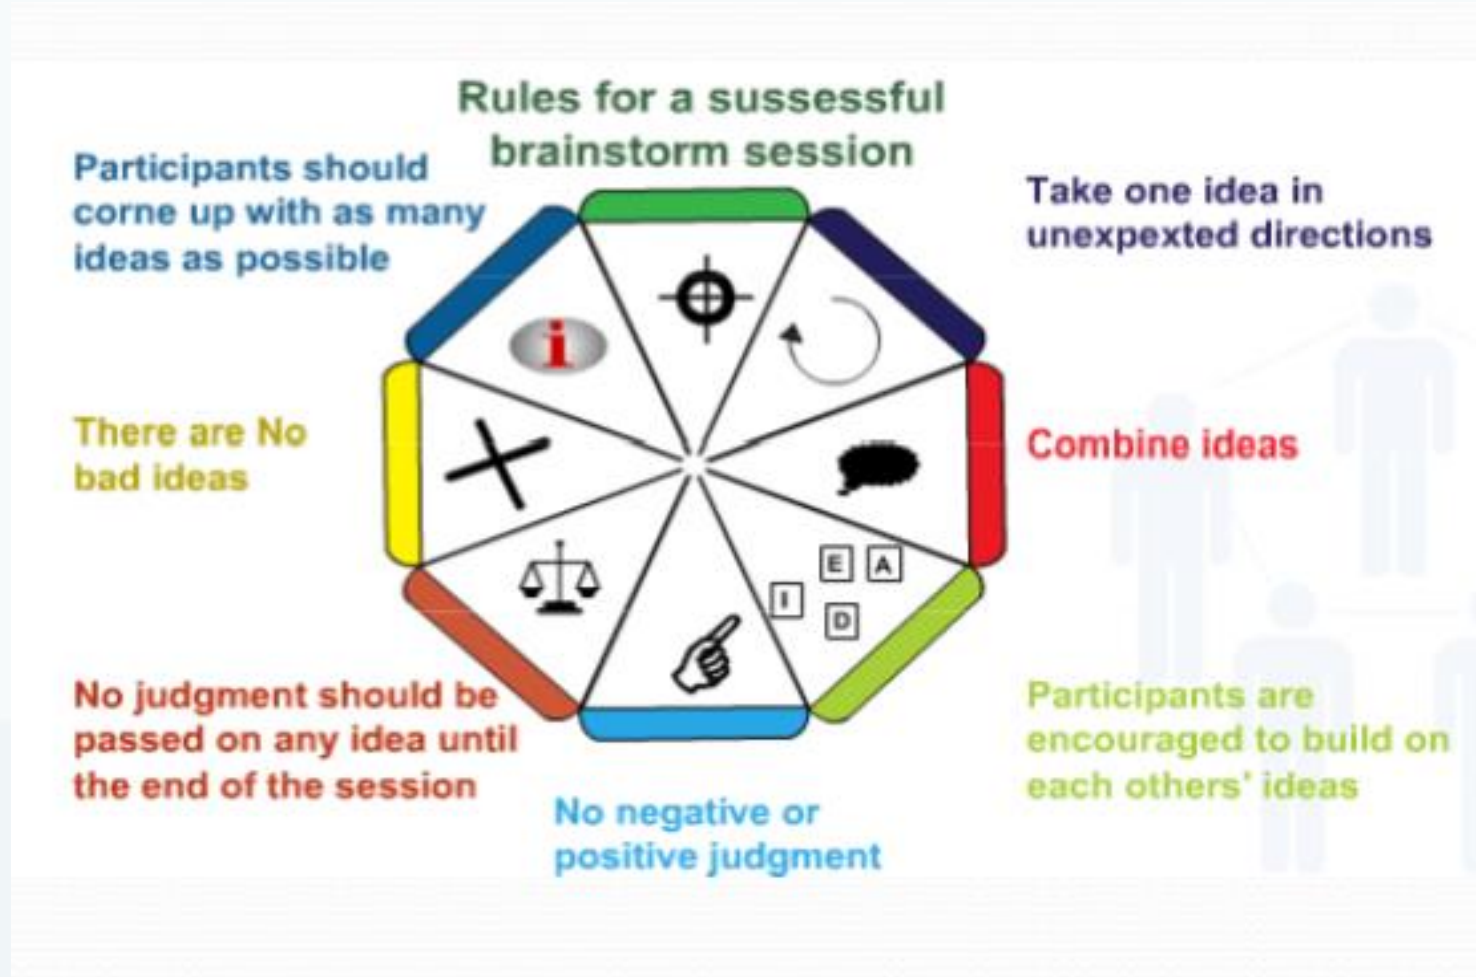 Rules for a sussessful
brainstorm session
Participants should
corne up with as many
ideas as possible
Take one idea in
unexpexted directions
There are No
bad ideas
Combine ideas
i
E A
I
D
No judgment should be
passed on any idea until
the end of the session
Participants are
encouraged to build on
each others' ideas
No negative or
positive judgment